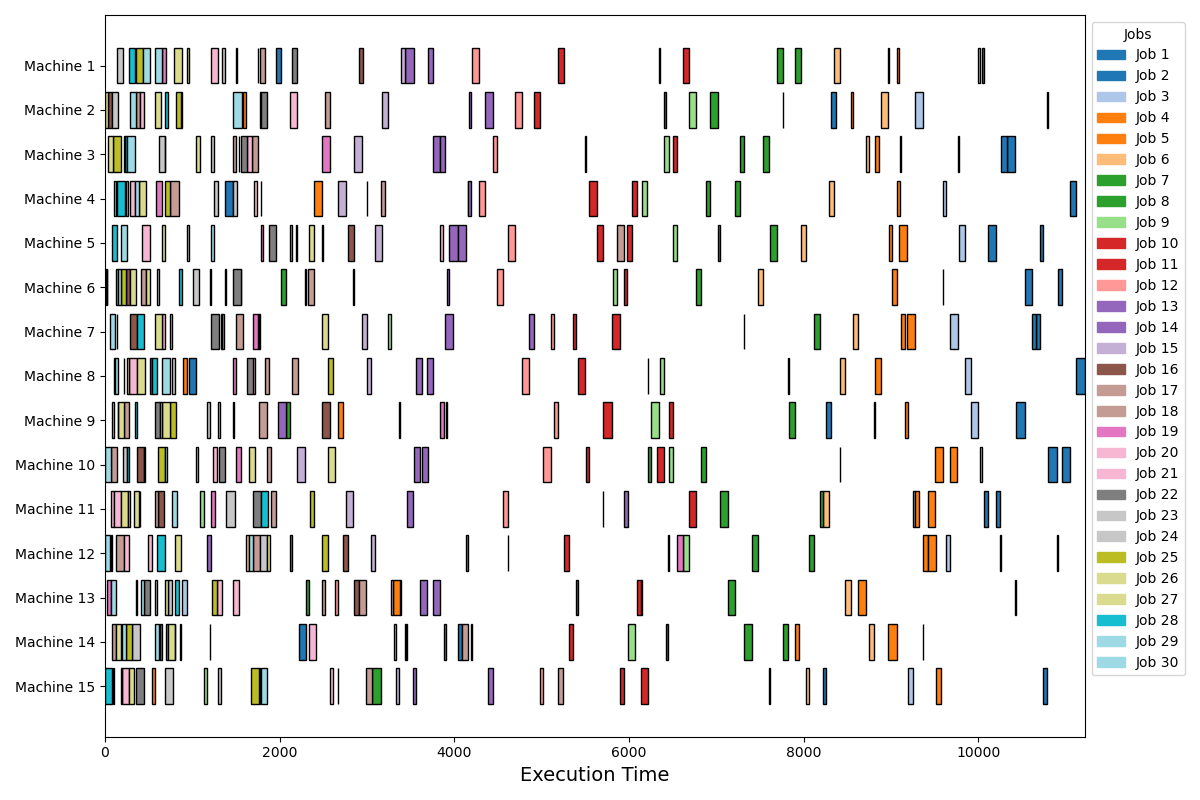 Machine 1
Machine 2
Machine 3
Machine 4
Machine 5
Machine 6
Machine 7
Machine 8
Machine 9
Machine 10
Machine 11
Machine 12
Machine 13
Machine 14
Machine 15
0 2000 4000 6000 8000 10000
Execution Time
Jobs
Job 1
Job 2
Job 3
Job 4
Job 5
Job 6
Job 7
Job 8
Job 9
Job 10
Job 11
Job 12
Job 13
Job 14
Job 15
Job 16
Job 17
Job 18
Job 19
Job 20
Job 21
Job 22
Job 23
Job 24
Job 25
Job 26
Job 27
Job 28
Job 29
Job 30